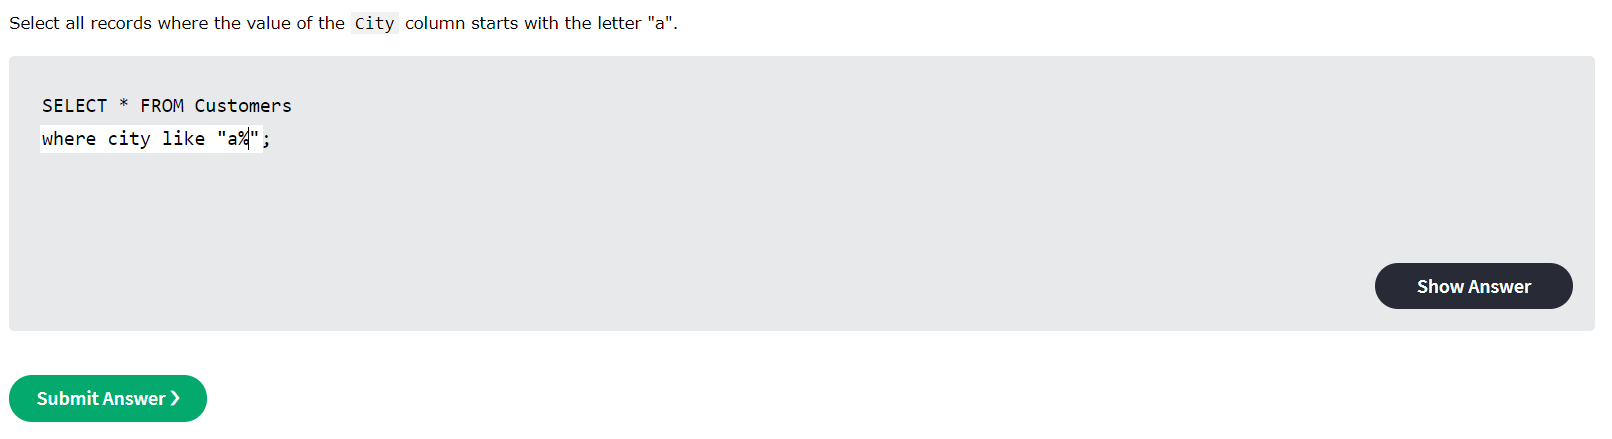 Select all records where the value of the City column starts with the letter "a".
SELECT * FROM Customers
where city like "a%";
Show Answer
Submit Answer ❯